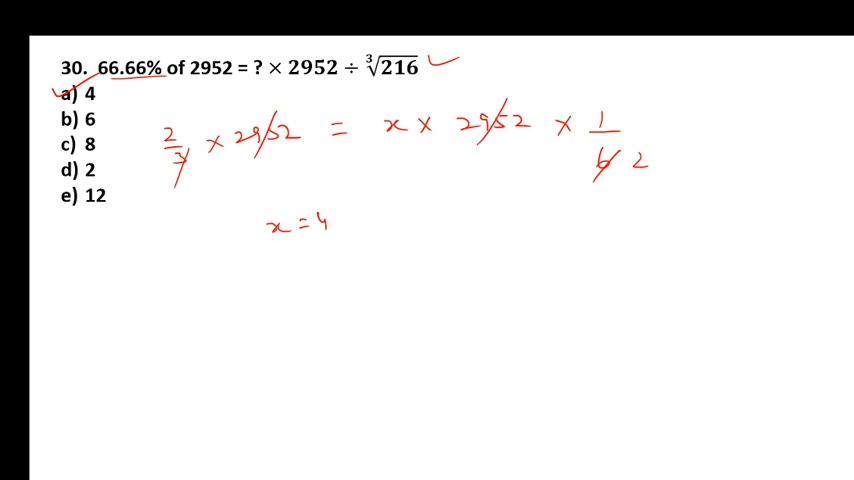 30. 66.66% of 2952 = ? × 2952 ÷ ∛216
a) 4
b) 6
c) 8
d) 2
e) 12
2/3 × 2952 = x × 2952 × 1/6 2
x = 4